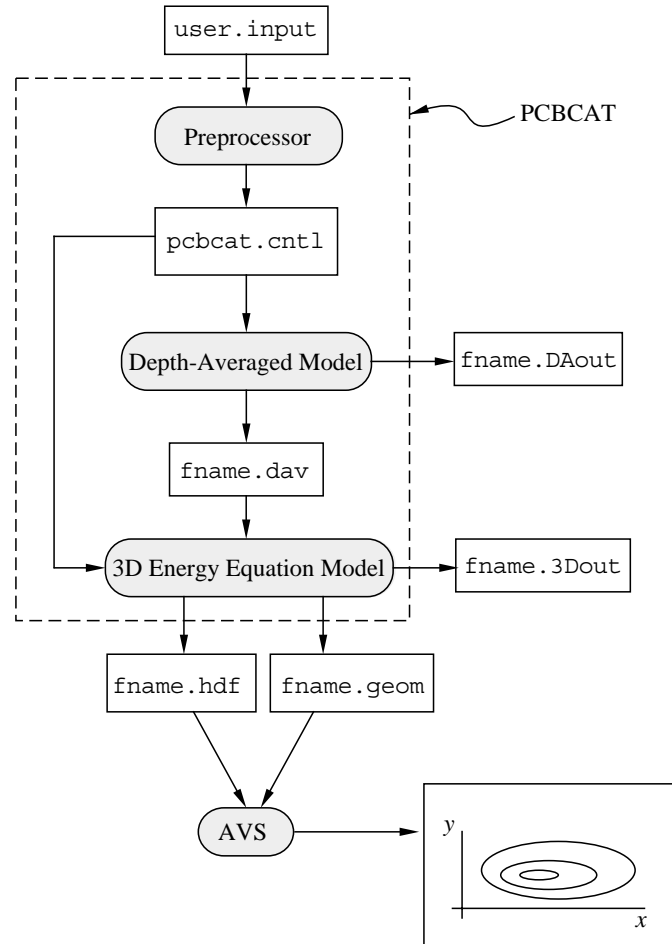 user.input
PCBCAT
Preprocessor
pcbcat.cntl
Depth-Averaged Model
fname.DAout
fname.dav
3D Energy Equation Model
fname.3Dout
fname.hdf
fname.geom
AVS
y
x